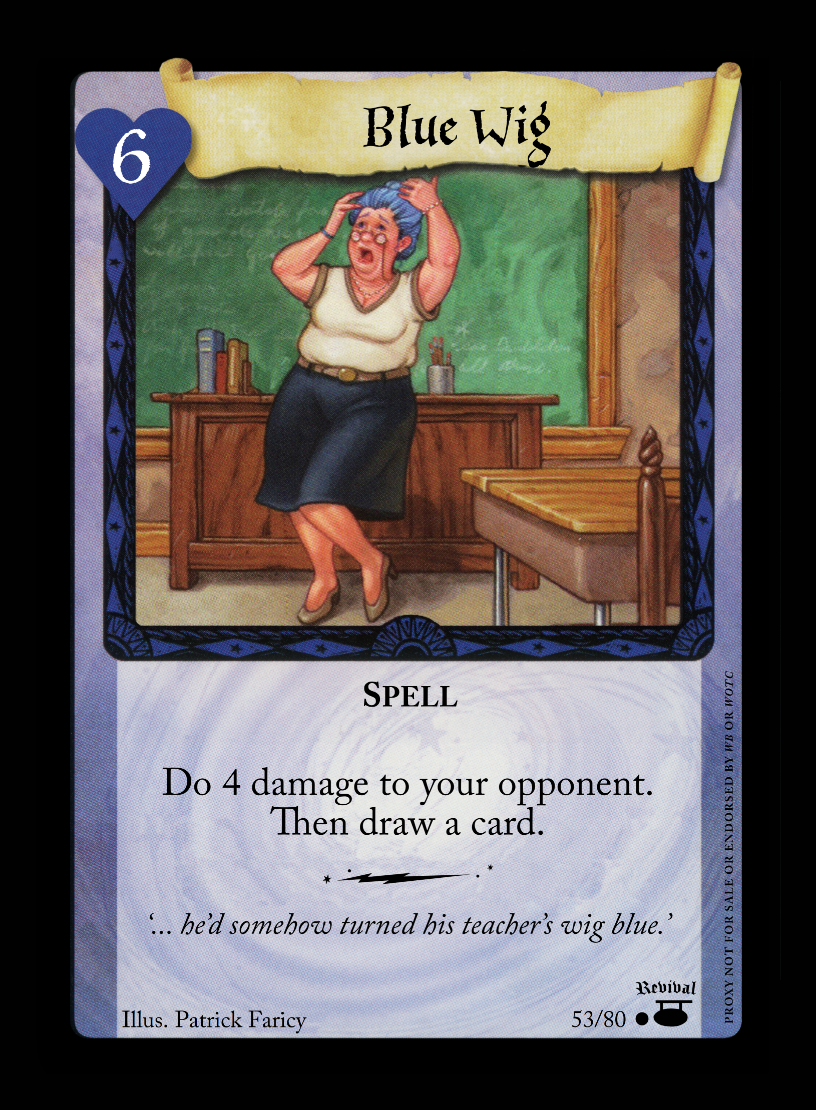 6
Blue Wig
SPELL
Do 4 damage to your opponent.
Then draw a card.
‘... he’d somehow turned his teacher’s wig blue.’
Revival
Illus. Patrick Faricy
53/80
PROXY NOT FOR SALE OR ENDORSED BY WB OR WOTC